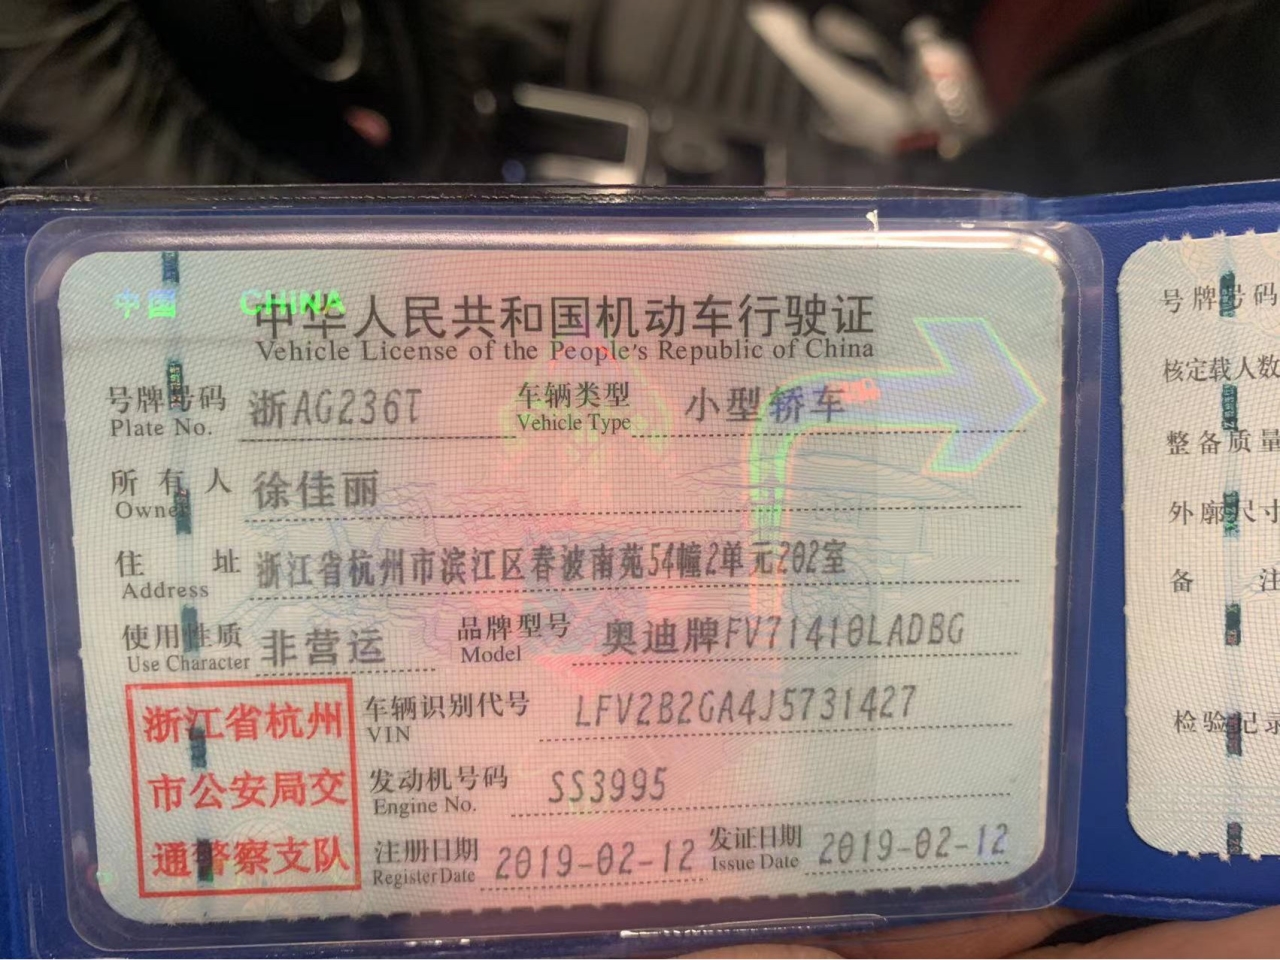 中国 CHINA
中华人民共和国机动车行驶证
Vehicle License of the People's Republic of China
号牌号码 浙AG236T 车辆类型 小型轿车
Plate No. Vehicle Type
所有人 徐佳丽
Owner
住址 浙江省杭州市滨江区春波南苑54幢2单元202室
Address
使用性质 非营运 品牌型号 奥迪牌FV71410LADBG
Use Character Model
浙江省杭州
市公安局交
通警察支队
车辆识别代号 LFV2B2GA4J5731427
VIN
发动机号码 SS3995
Engine No.
注册日期 2019-02-12 发证日期 2019-02-12
Register Date Issue Date
号牌号码
核定载人数
整备质量
外廓尺寸
备注
检验记录